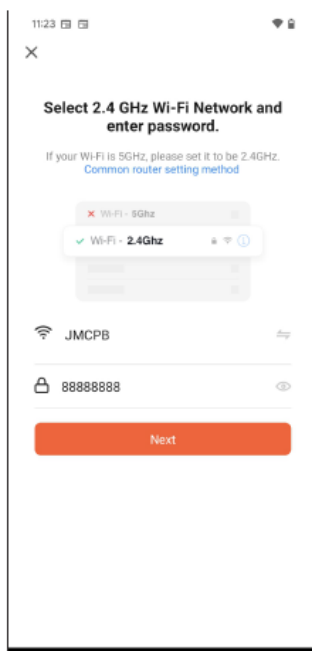 11:23
Select 2.4 GHz Wi-Fi Network and
enter password.
If your Wi-Fi is 5GHz, please set it to be 2.4GHz.
Common router setting method
Wi-Fi - 5Ghz
Wi-Fi - 2.4Ghz
JMCPB
88888888
Next